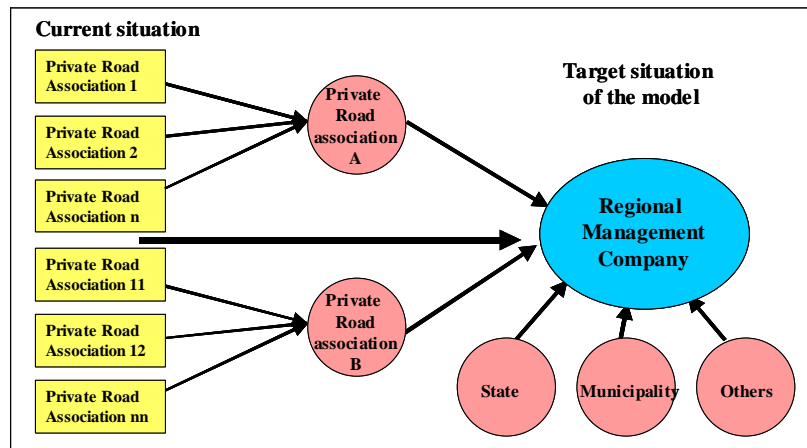 Current situation
Private Road
Association 1
Private Road
Association 2
Private Road
Association n
Private Road
Association 11
Private Road
Association 12
Private Road
Association nn
Private
Road
association
A
Private
Road
association
B
Target situation
of the model
Regional
Management
Company
State
Municipality
Others